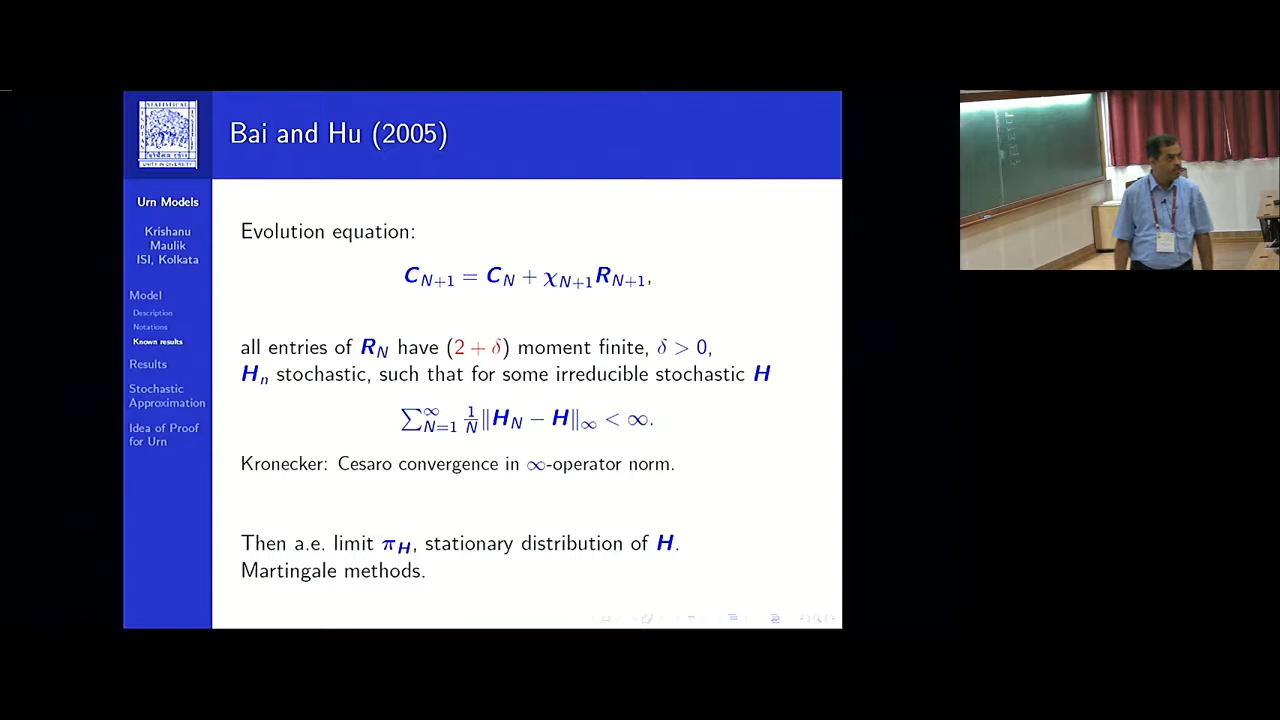 Bai and Hu (2005)
Urn Models
Krishanu
Maulik
ISI, Kolkata
Model
Description
Notations
Known results
Results
Stochastic
Approximation
Idea of Proof
for Urn
Evolution equation:
C_{N+1} = C_N + χ_{N+1} R_{N+1},
all entries of R_N have (2 + δ) moment finite, δ > 0,
H_n stochastic, such that for some irreducible stochastic H
∑_{N=1}^{∞} 1/N ‖H_N − H‖_∞ < ∞.
Kronecker: Cesaro convergence in ∞-operator norm.
Then a.e. limit π_H, stationary distribution of H.
Martingale methods.